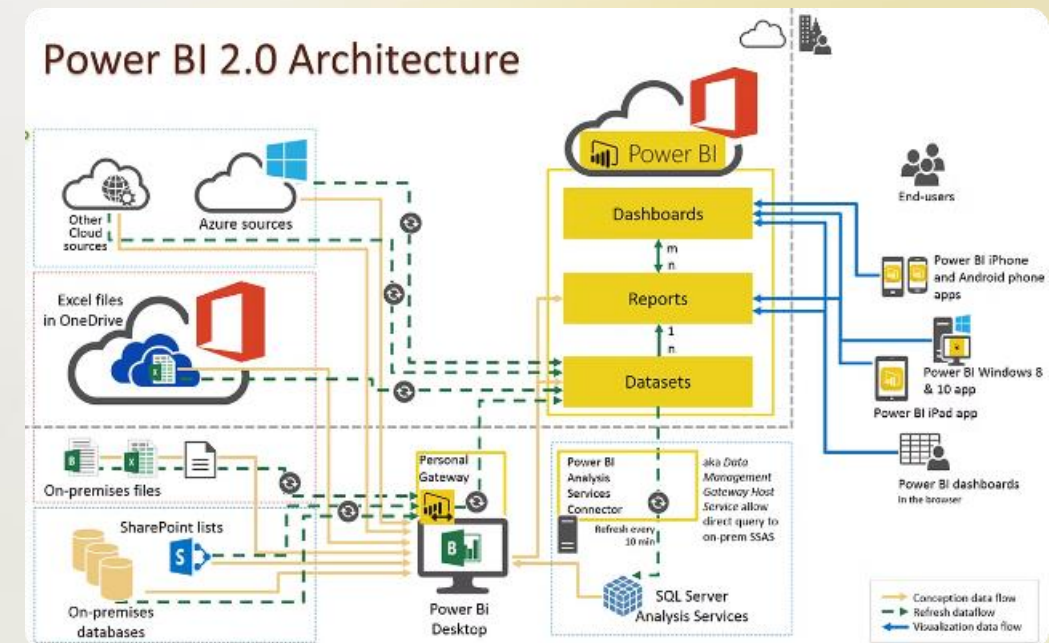 Power BI 2.0 Architecture
Power BI
Other
Cloud
sources
Azure sources
Dashboards
m
n
Reports
1
n
Datasets
End-users
Power BI iPhone
and Android phone
apps
Power BI Windows 8
& 10 app
Power BI iPad app
Power BI dashboards
In the browser
Excel files
in OneDrive
On-premises files
SharePoint lists
S
On-premises
databases
Personal
Gateway
B
Power Bi
Desktop
Power BI
Analysis
Services
Connector
aka Data
Management
Gateway Host
Service allow
direct query to
on-prem SSAS
Refresh every
10 min
SQL Server
Analysis Services
Conception data flow
Refresh dataflow
Visualization data flow